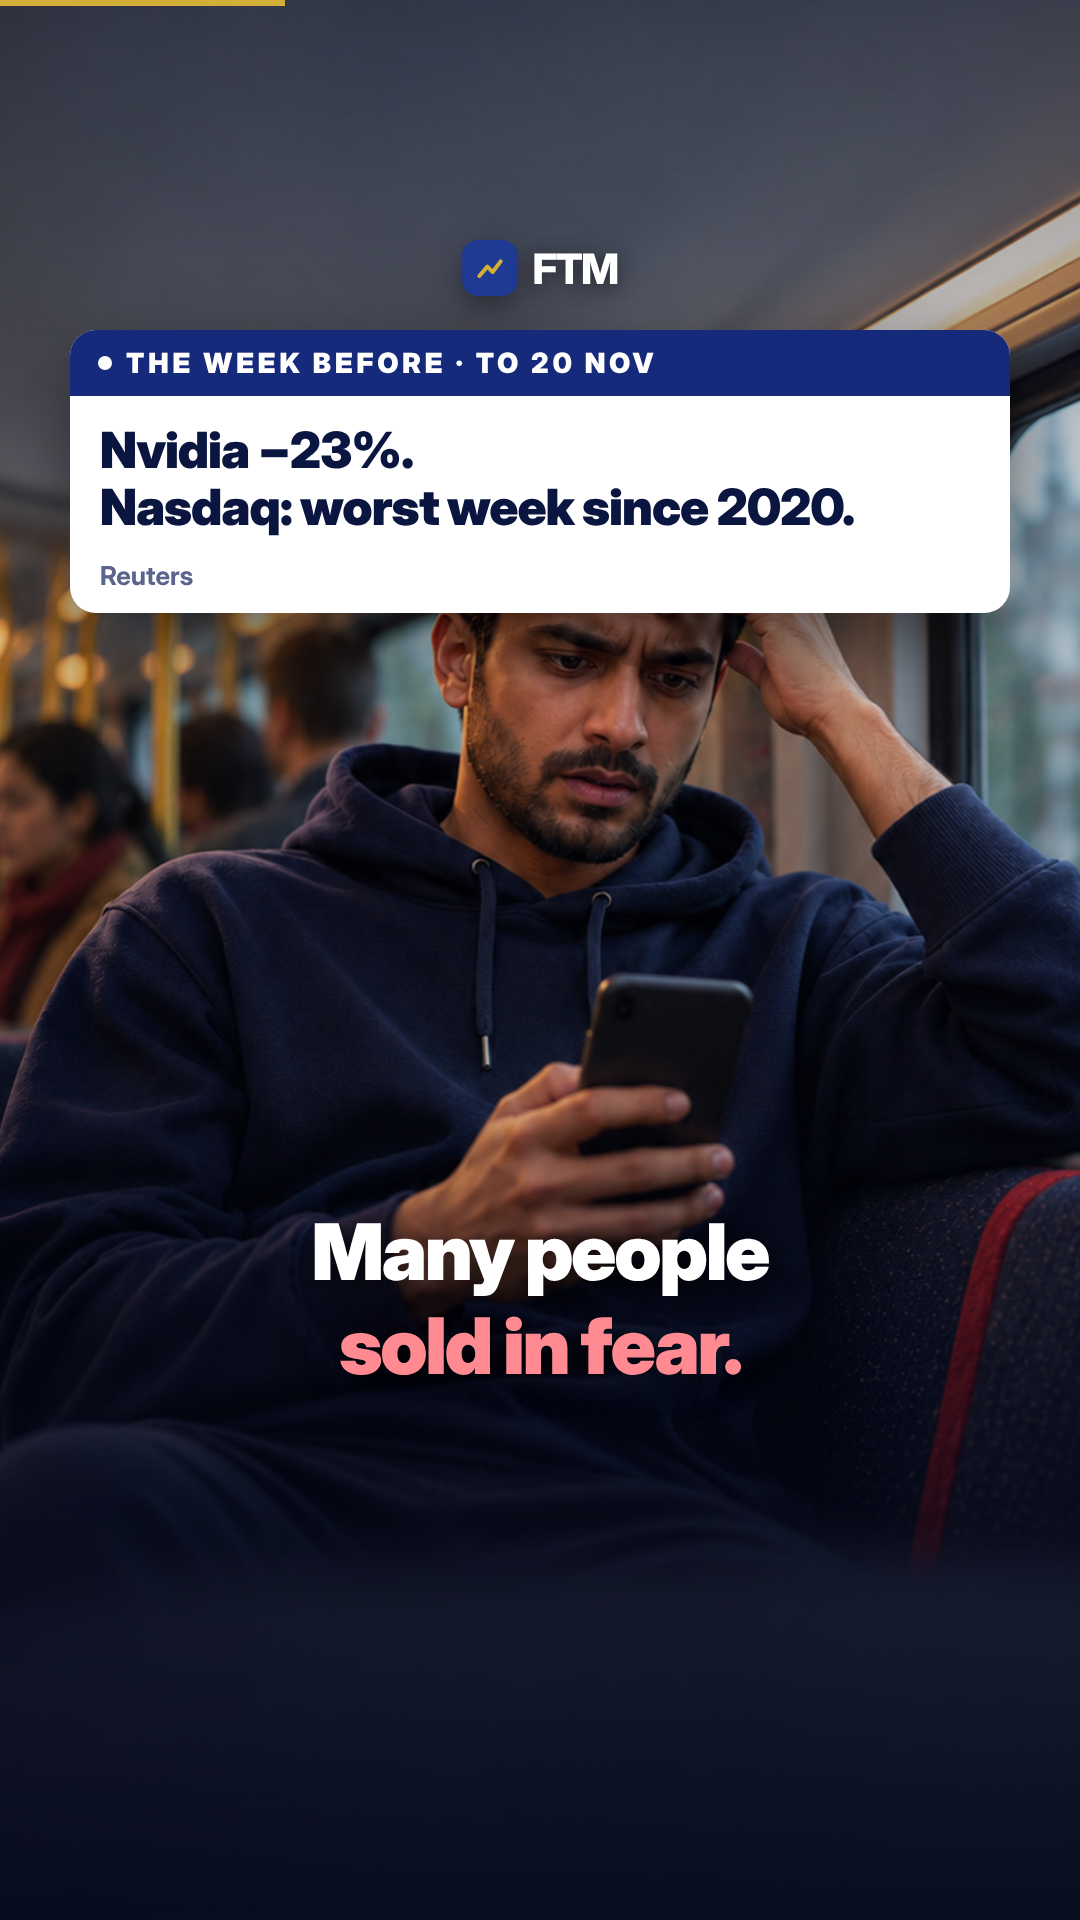 FTM
THE WEEK BEFORE · TO 20 NOV
Nvidia –23%.
Nasdaq: worst week since 2020.
Reuters
Many people
sold in fear.